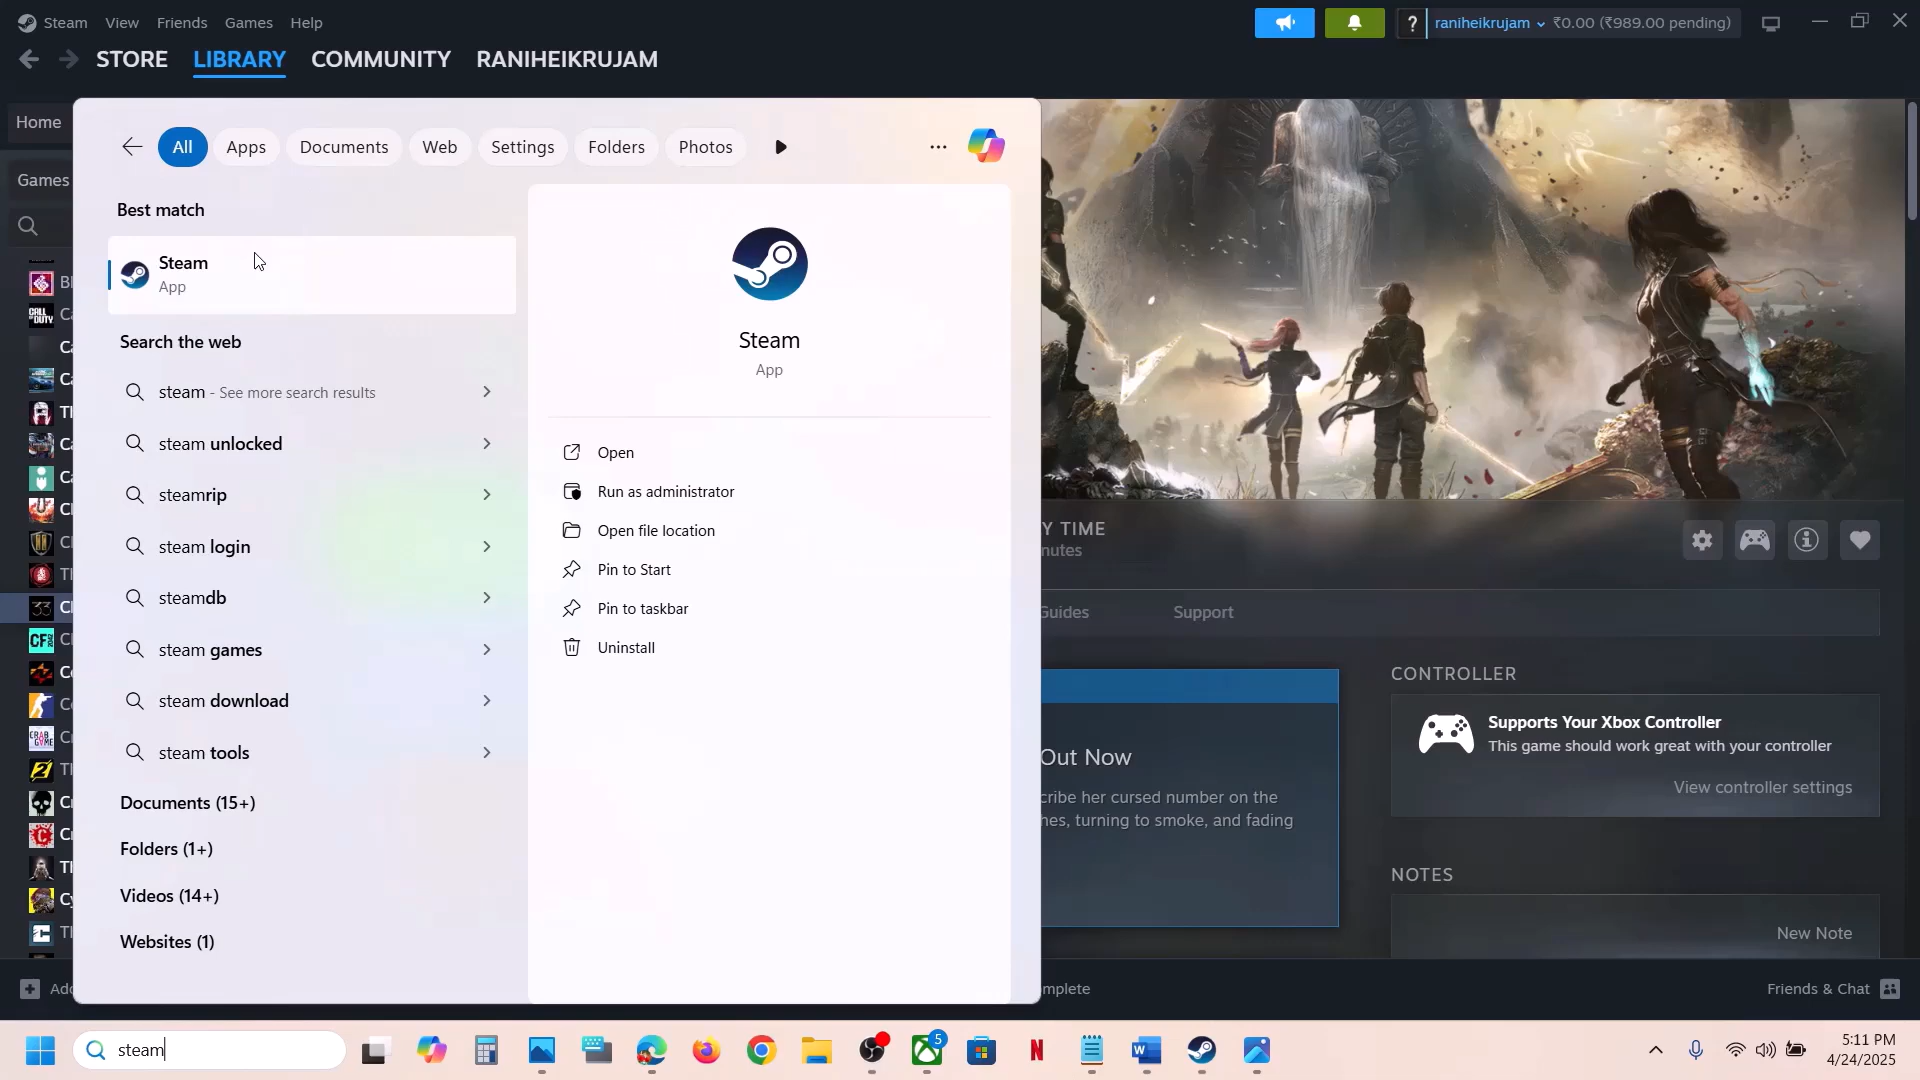 Steam View Friends Games Help
? raniheikrujam ₹0.00 (₹989.00 pending)
STORE LIBRARY COMMUNITY RANIHEIKRUJAM
Home
Games
All Apps Documents Web Settings Folders Photos
Best match
Steam
App
Search the web
steam - See more search results
steam unlocked
steamrip
steam login
steamdb
steam games
steam download
steam tools
Documents (15+)
Folders (1+)
Videos (14+)
Websites (1)
Steam
App
Open
Run as administrator
Open file location
Pin to Start
Pin to taskbar
Uninstall
Y TIME
nutes
Guides Support
Out Now
cribe her cursed number on the
hes, turning to smoke, and fading
CONTROLLER
Supports Your Xbox Controller
This game should work great with your controller
View controller settings
NOTES
New Note
Add
mplete
Friends & Chat
steam
5
5:11 PM
4/24/2025